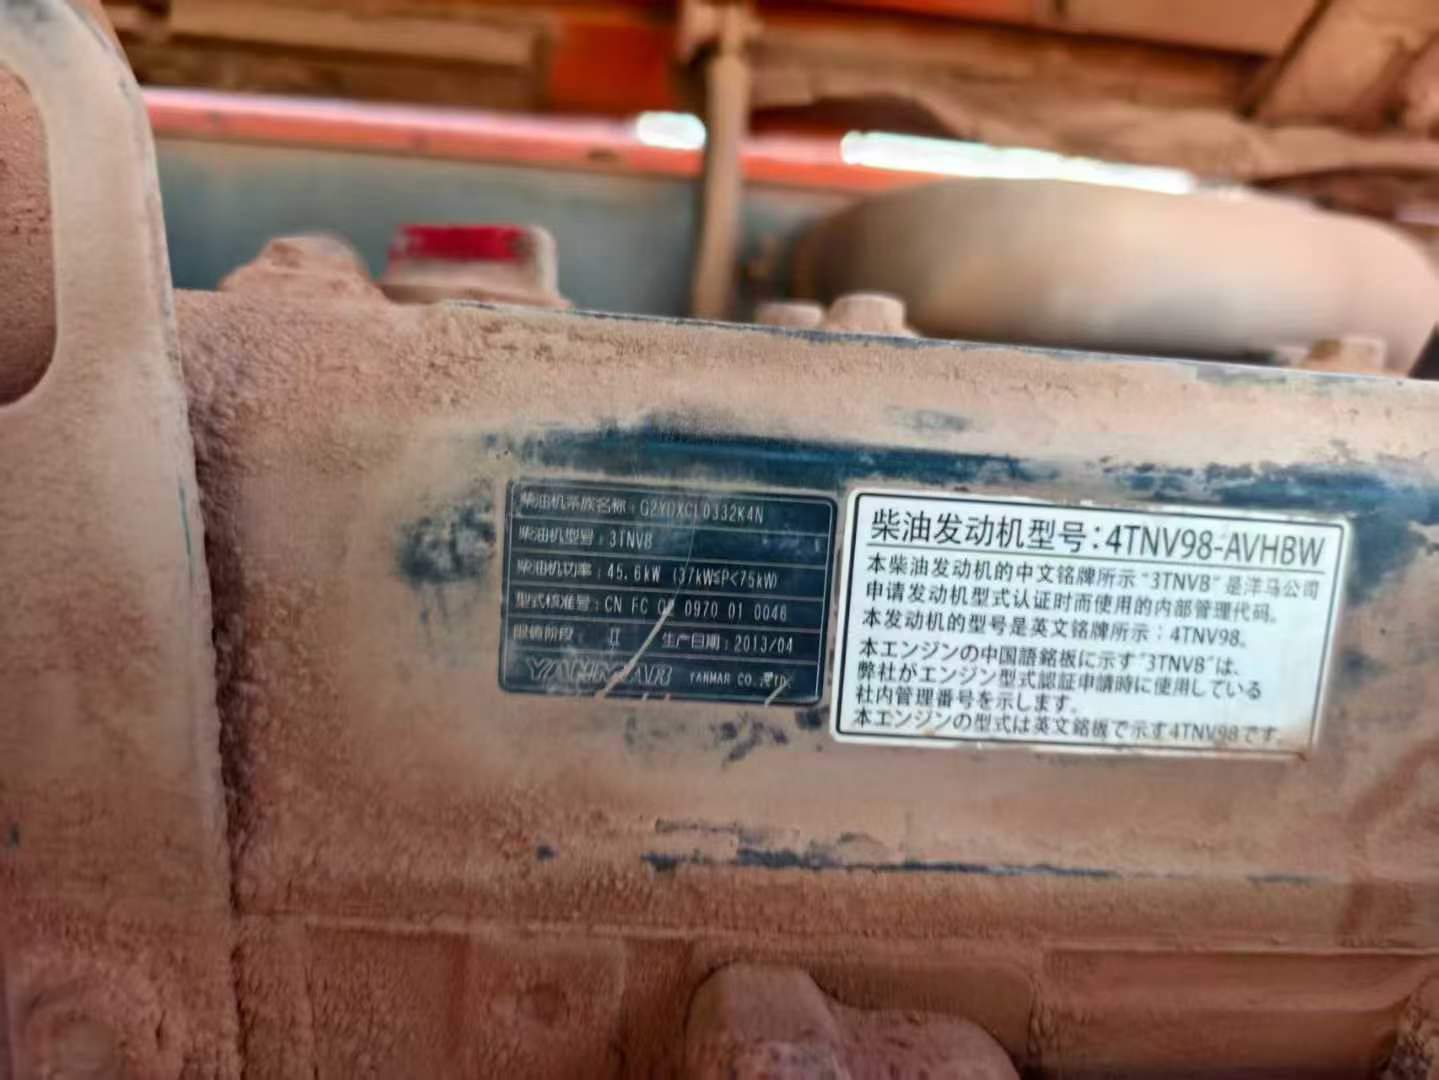 柴油机系族名称：G2YDXCL0332K4N
柴油机型号：3TNVB
柴油机功率：45.6kW (37kW≤P<75kW)
型式核准号：CN FC 0970 01 0046
限值阶段： II 生产日期：2013/04
YANMAR YANMAR CO.,LTD.
柴油发动机型号：4TNV98-AVHBW
本柴油发动机的中文铭牌所示“3TNVB”是洋马公司
申请发动机型式认证时而使用的内部管理代码。
本发动机的型号是英文铭牌所示：4TNV98。
本エンジンの中国語銘板に示す“3TNVB”は、
弊社がエンジン型式認証申請時に使用している
社内管理番号を示します。
本エンジンの型式は英文銘板で示す4TNV98です。